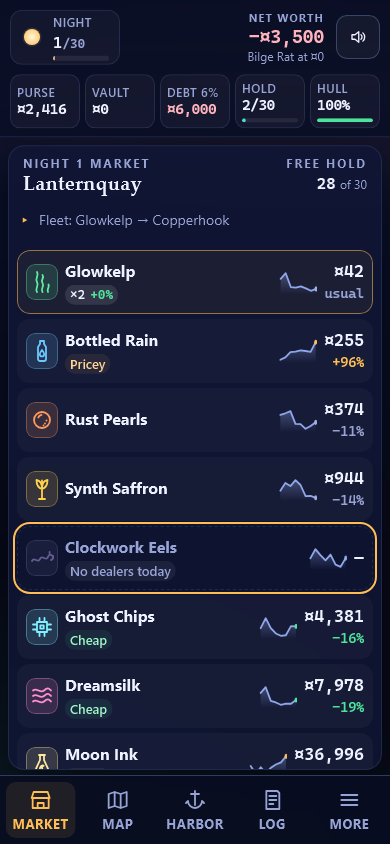 NIGHT
1/30
NET WORTH
−¤3,500
Bilge Rat at ¤0
PURSE
¤2,416
VAULT
¤0
DEBT 6%
¤6,000
HOLD
2/30
HULL
100%
NIGHT 1 MARKET
Lanternquay
FREE HOLD
28 of 30
▸ Fleet: Glowkelp → Copperhook
Glowkelp
×2 +0%
¤42
usual
Bottled Rain
Pricey
¤255
+96%
Rust Pearls
¤374
−11%
Synth Saffron
¤944
−14%
Clockwork Eels
No dealers today
–
Ghost Chips
Cheap
¤4,381
−16%
Dreamsilk
Cheap
¤7,978
−19%
Moon Ink
¤36,996
MARKET
MAP
HARBOR
LOG
MORE